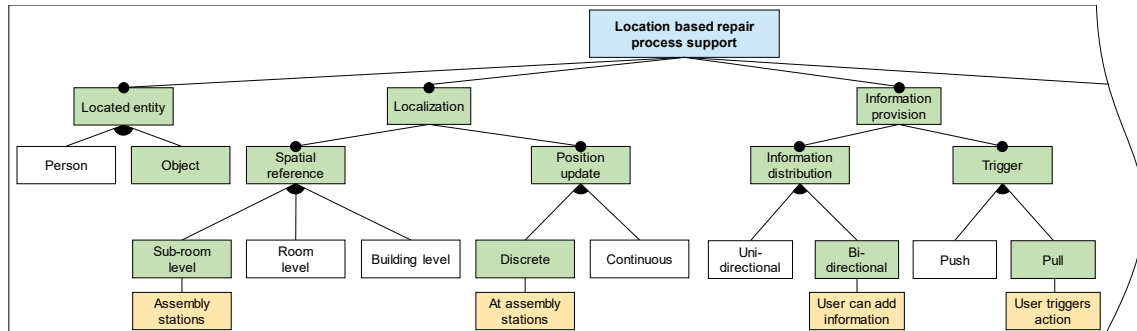 Location based repair
process support
Located entity
Localization
Information
provision
Person
Object
Spatial
reference
Position
update
Information
distribution
Trigger
Sub-room
level
Room
level
Building level
Discrete
Continuous
Uni-
directional
Bi-
directional
Push
Pull
Assembly
stations
At assembly
stations
User can add
information
User triggers
action